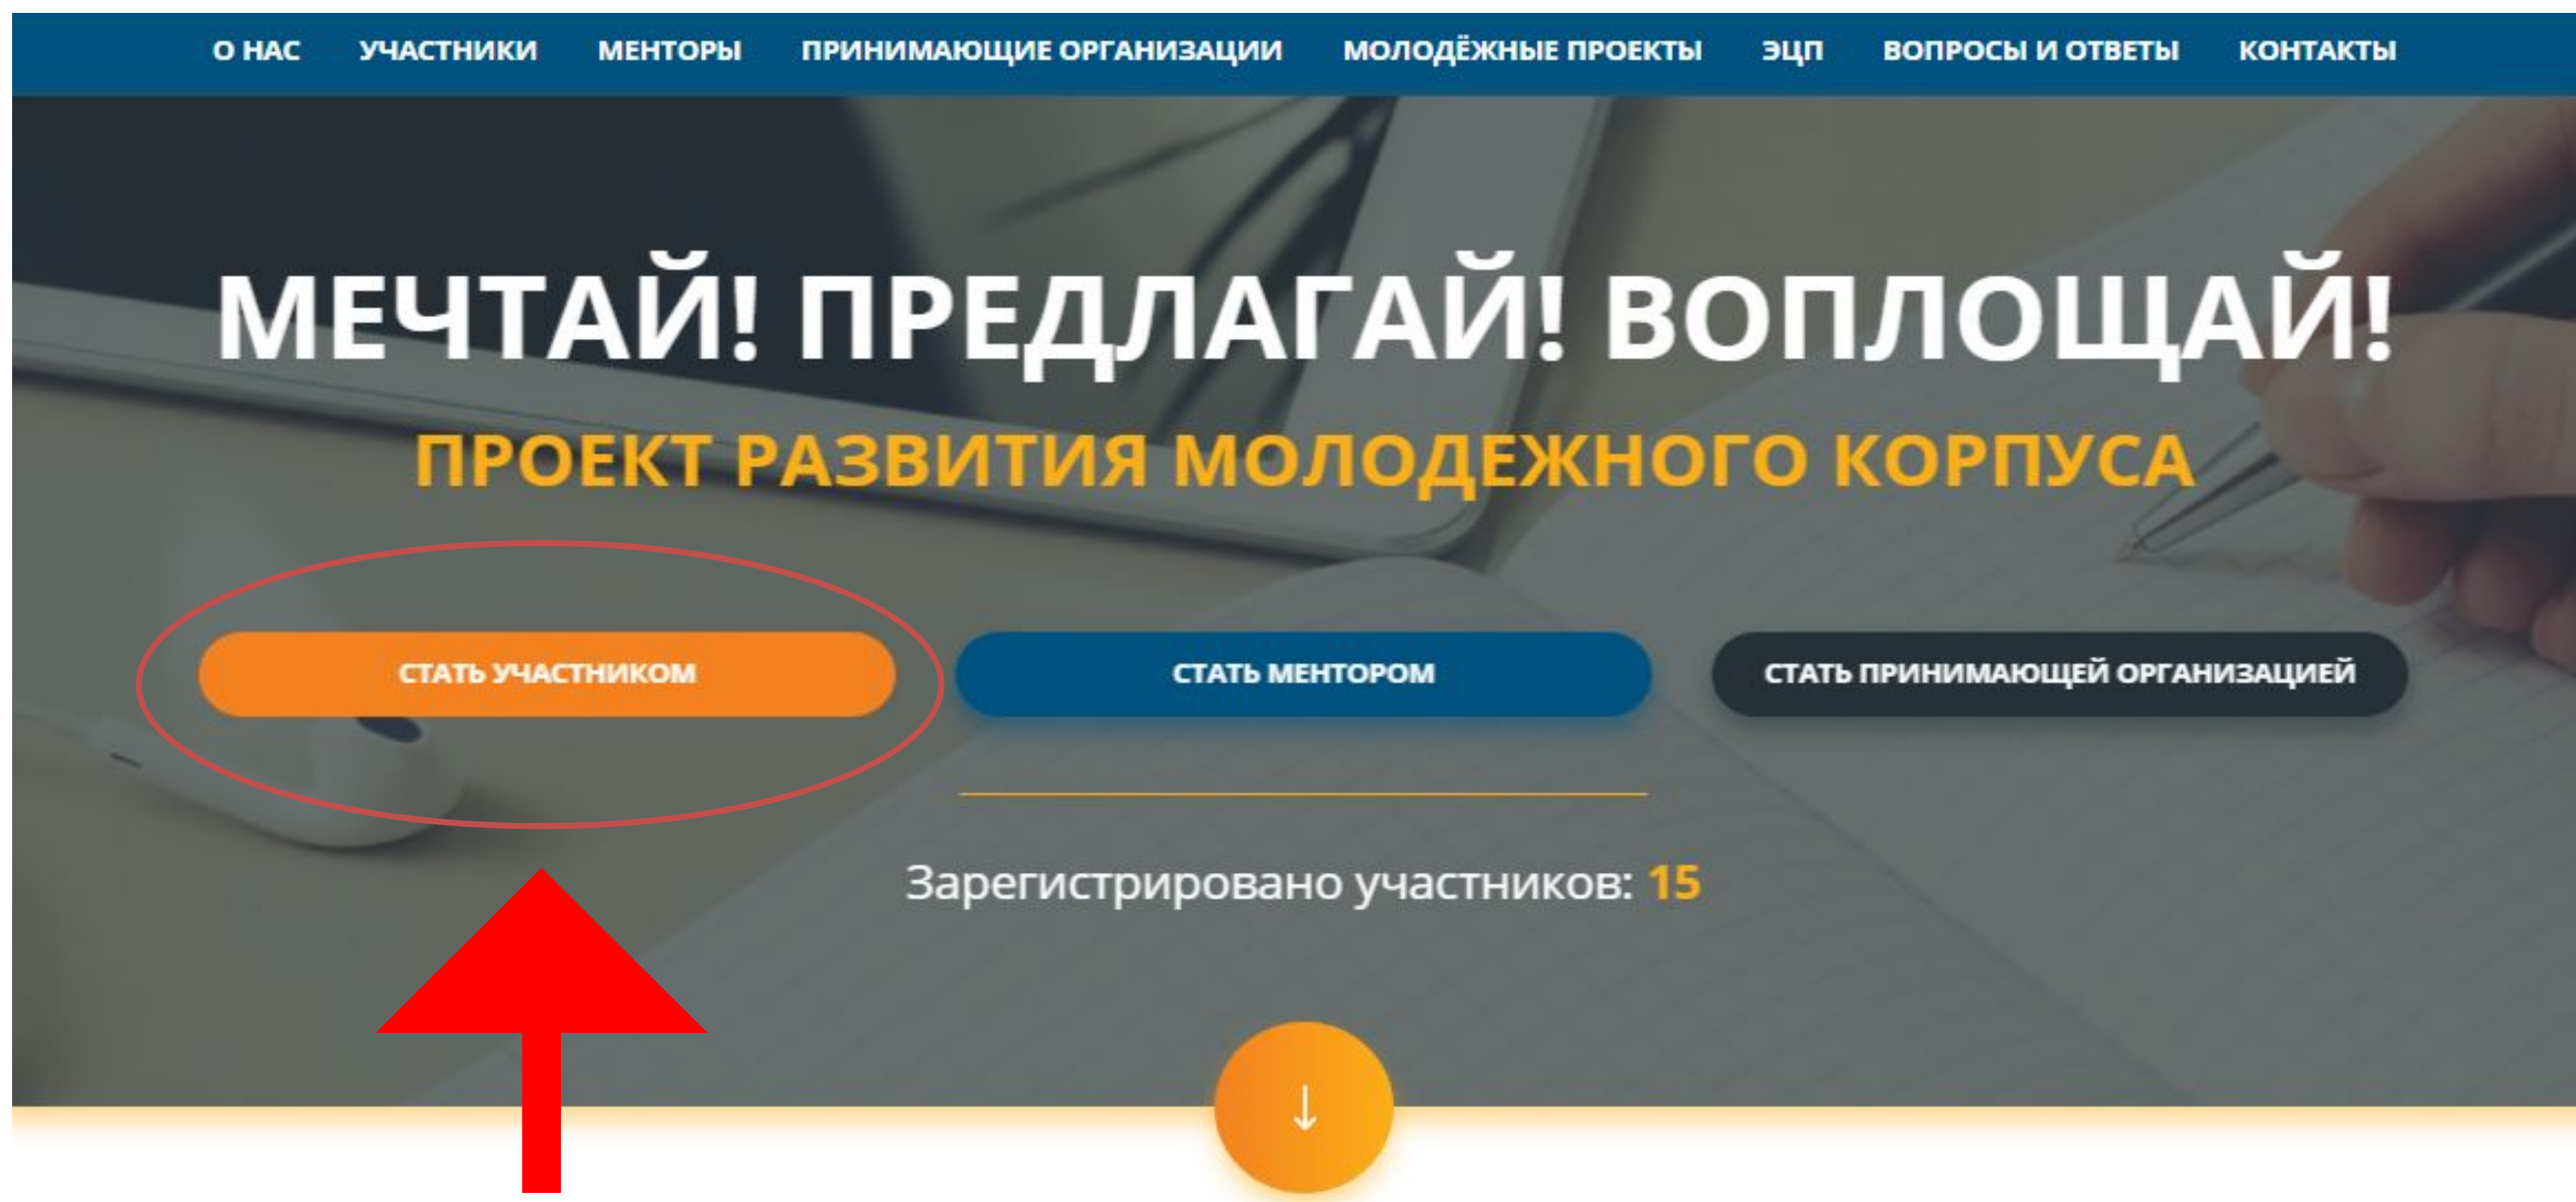 О НАС УЧАСТНИКИ МЕНТОРЫ ПРИНИМАЮЩИЕ ОРГАНИЗАЦИИ МОЛОДЁЖНЫЕ ПРОЕКТЫ ЭЦП ВОПРОСЫ И ОТВЕТЫ КОНТАКТЫ
МЕЧТАЙ! ПРЕДЛАГАЙ! ВОПЛОЩАЙ!
ПРОЕКТ РАЗВИТИЯ МОЛОДЕЖНОГО КОРПУСА
СТАТЬ УЧАСТНИКОМ СТАТЬ МЕНТОРОМ СТАТЬ ПРИНИМАЮЩЕЙ ОРГАНИЗАЦИЕЙ
Зарегистрировано участников: 15